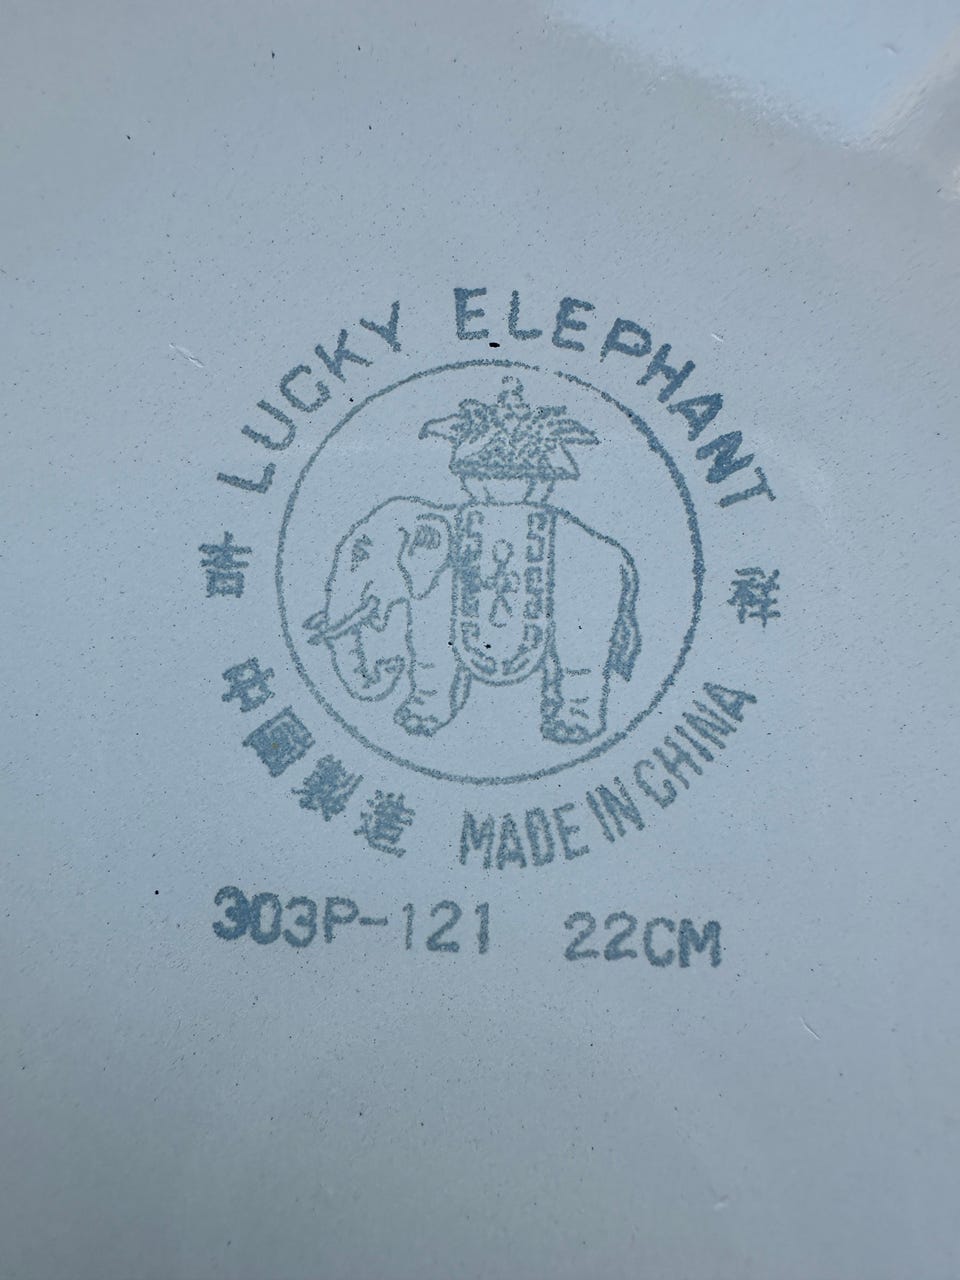 LUCKY ELEPHANT
吉 祥
中國製造 MADE IN CHINA
303P-121 22CM